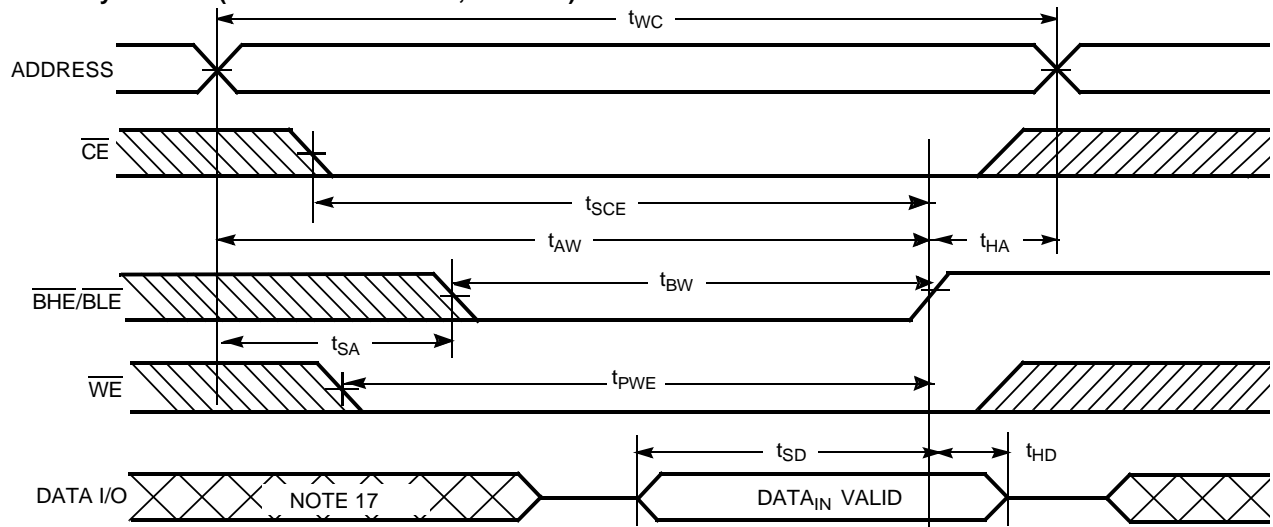 tWC
ADDRESS
CE
tSCE
tAW
tHA
BHE/BLE
tBW
tSA
WE
tPWE
tSD
tHD
DATA I/O
NOTE 17
DATAIN VALID